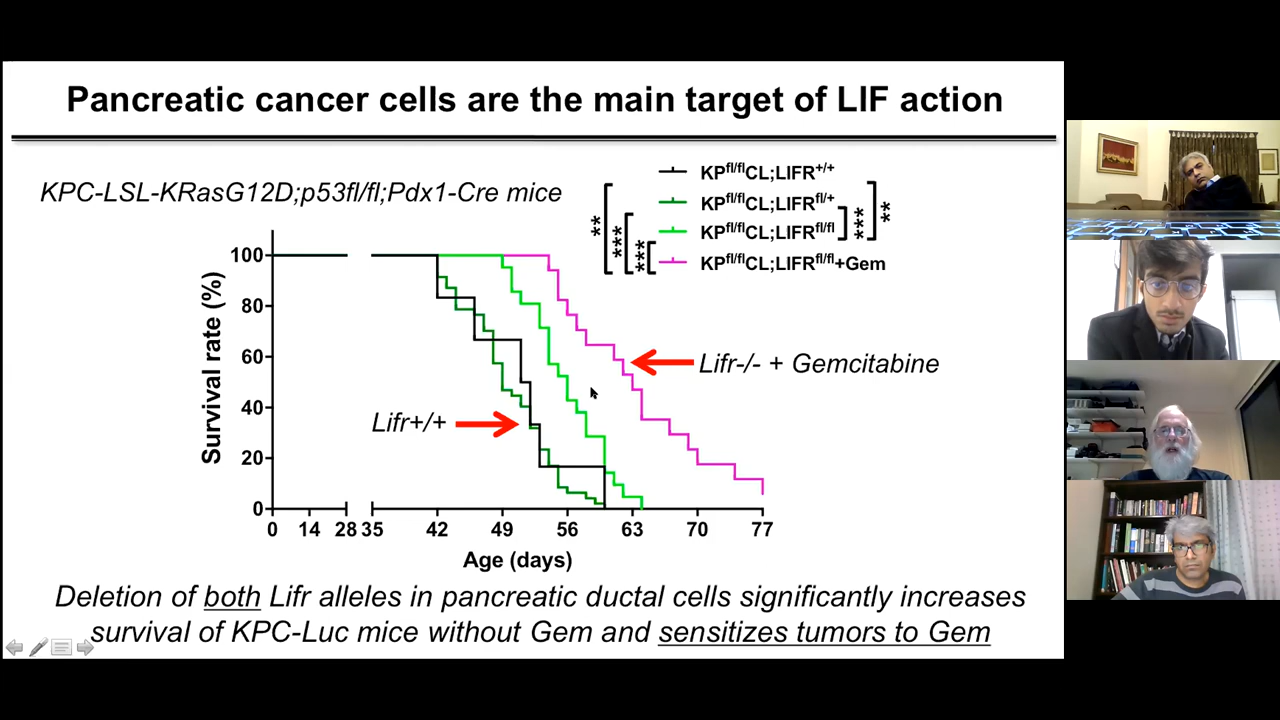 Pancreatic cancer cells are the main target of LIF action
KPC-LSL-KRasG12D;p53fl/fl;Pdx1-Cre mice
KPfl/flCL;LIFR+/+
KPfl/flCL;LIFRfl/+
KPfl/flCL;LIFRfl/fl
KPfl/flCL;LIFRfl/fl+Gem
**
***
***
***
**
Survival rate (%)
100
80
60
40
20
0
Lifr+/+
Lifr-/- + Gemcitabine
0 14 28 35 42 49 56 63 70 77
Age (days)
Deletion of both Lifr alleles in pancreatic ductal cells significantly increases
survival of KPC-Luc mice without Gem and sensitizes tumors to Gem